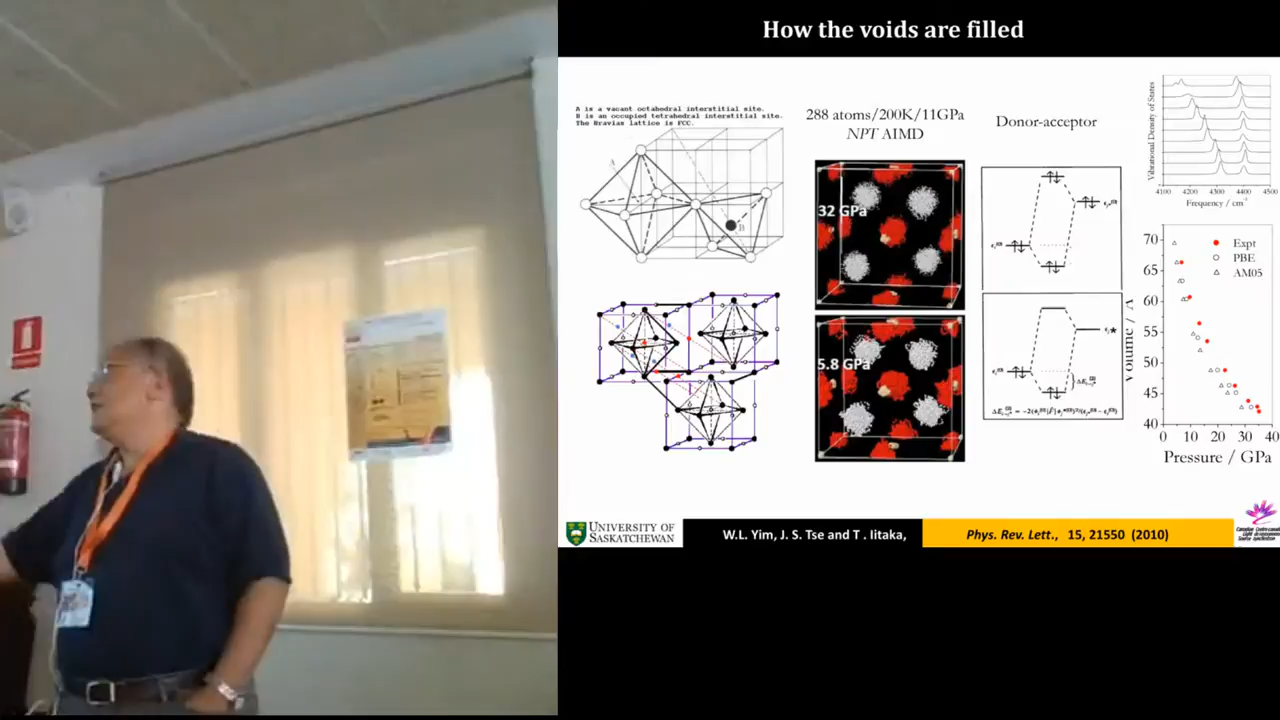 How the voids are filled
A is a vacant octahedral interstitial site.
B is an occupied tetrahedral interstitial site.
The Bravias lattice is FCC.
A
B
288 atoms/200K/11GPa
NPT AIMD
32 GPa
5.8 GPa
Donor-acceptor
Vibrational Density of States
4100 4200 4300 4400 4500
Frequency / cm⁻¹
Expt
PBE
AM05
70
65
60
55
50
45
40
0 5 10 15 20 25 30 35 40
Pressure / GPa
UNIVERSITY OF
SASKATCHEWAN
W.L. Yim, J. S. Tse and T . Iitaka,
Phys. Rev. Lett., 15, 21550 (2010)